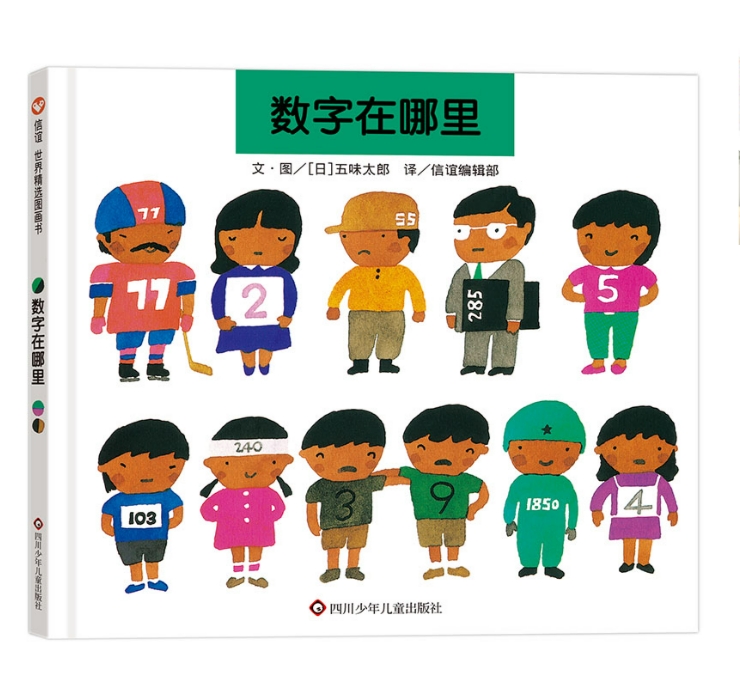 数字在哪里
文·图／[日]五味太郎 译／信谊编辑部
77
77
2
55
285
5
103
240
3
9
1850
4
四川少年儿童出版社
信谊 世界精选图画书
数字在哪里
四川少年儿童出版社